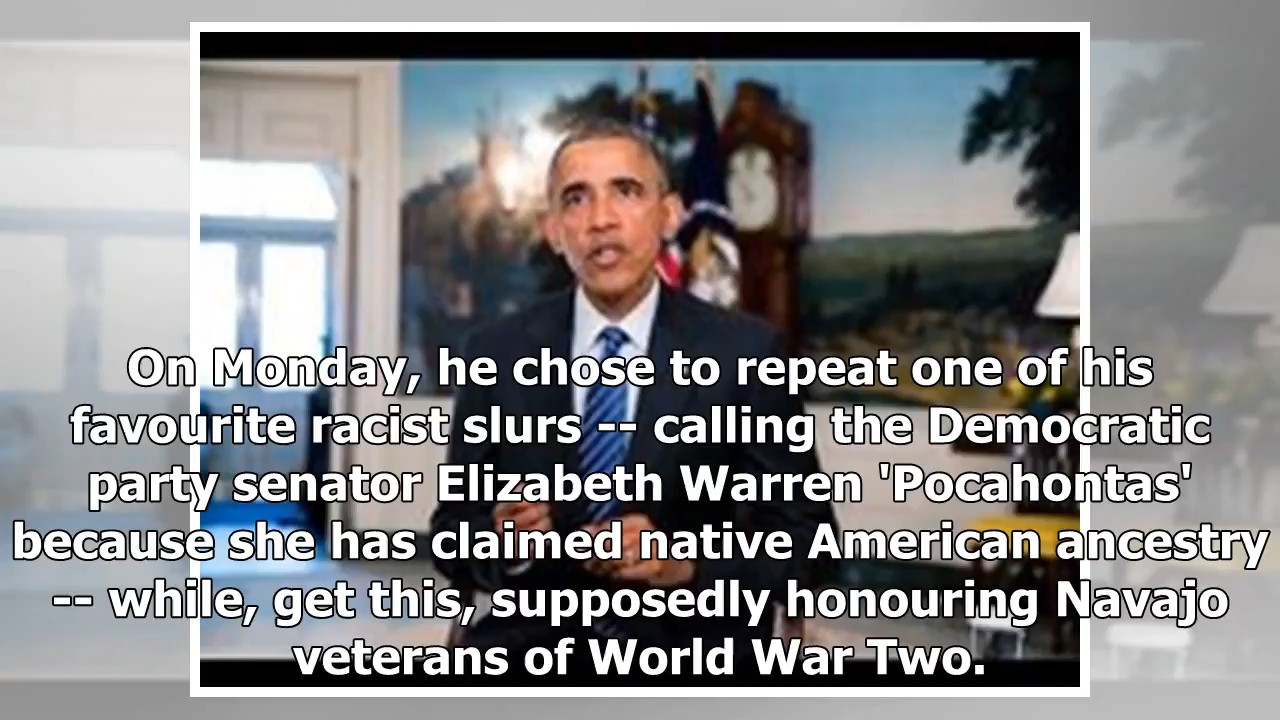 On Monday, he chose to repeat one of his
favourite racist slurs -- calling the Democratic
party senator Elizabeth Warren 'Pocahontas'
because she has claimed native American ancestry
-- while, get this, supposedly honouring Navajo
veterans of World War Two.